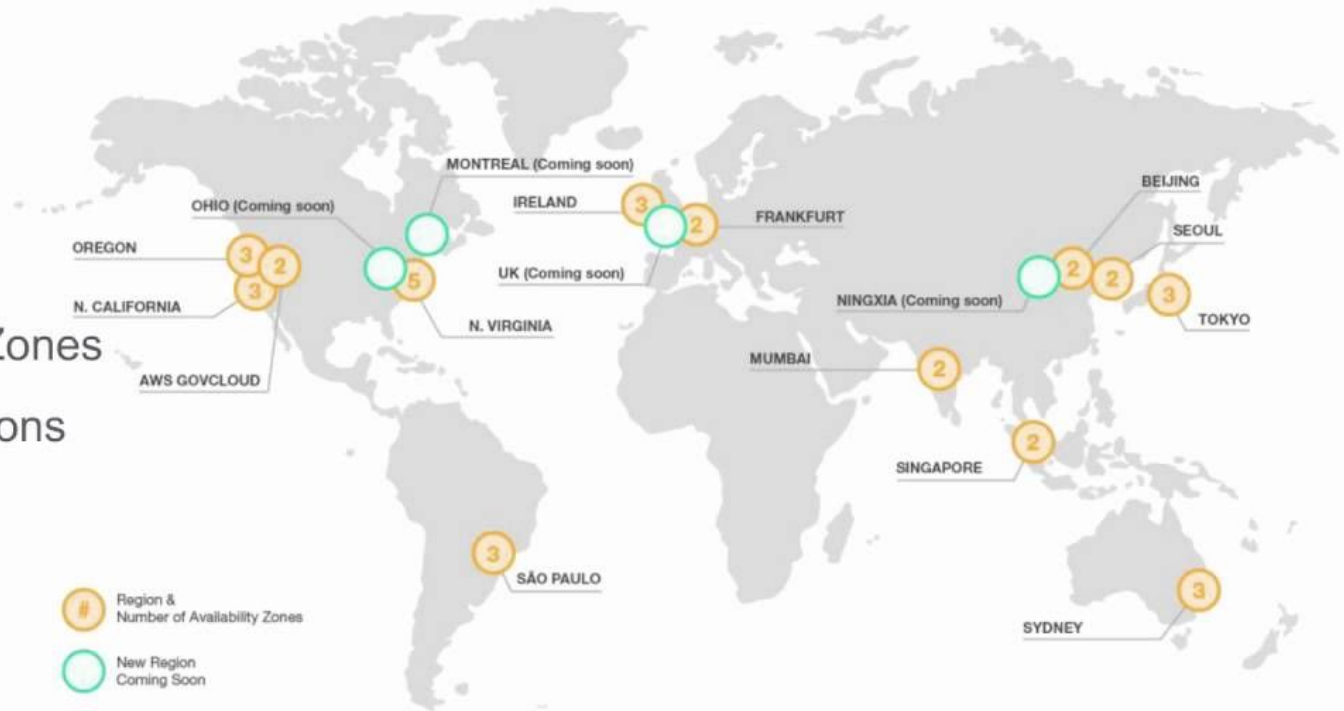 MONTREAL (Coming soon)
BEIJING
IRELAND
OHIO (Coming soon)
3
FRANKFURT
2
SEOUL
OREGON
3
2
UK (Coming soon)
2
2
5
NINGXIA (Coming soon)
3
3
N. CALIFORNIA
N. VIRGINIA
TOKYO
Zones
MUMBAI
2
AWS GOVCLOUD
ons
2
SINGAPORE
3
SÃO PAULO
3
# Region &
Number of Availability Zones
SYDNEY
New Region
Coming Soon